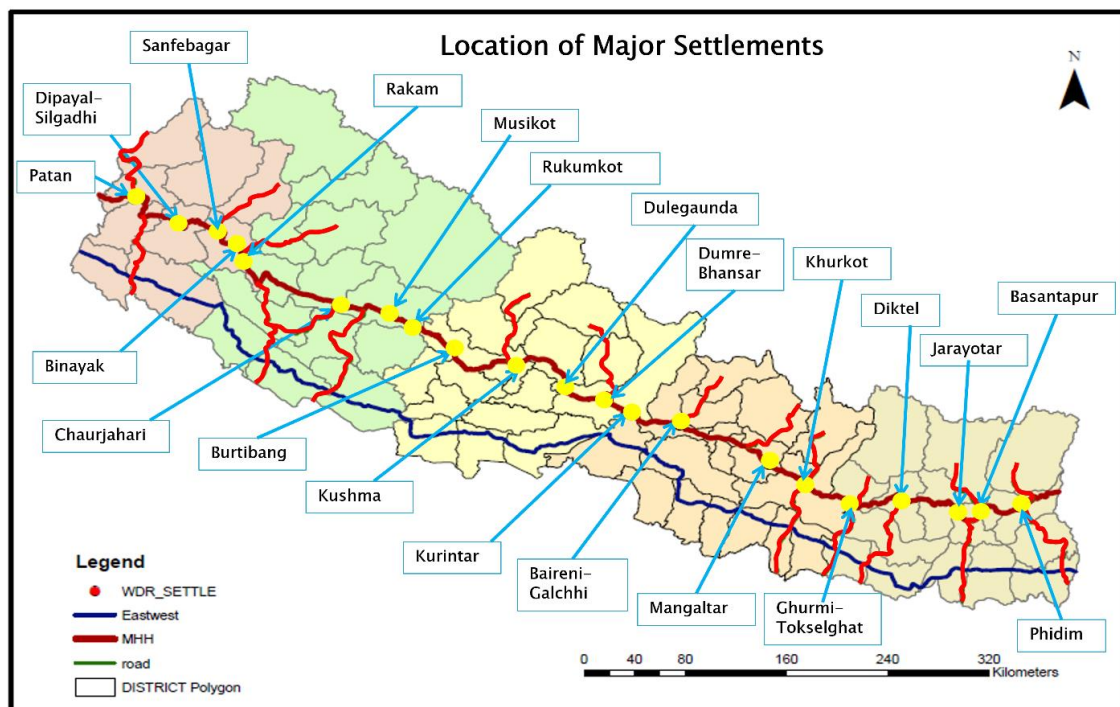 Location of Major Settlements
N
Sanfebagar
Dipayal-
Silgadhi
Rakam
Musikot
Patan
Rukumkot
Dulegaunda
Dumre-
Bhansar
Khurkot
Diktel
Basantapur
Jarayotar
Binayak
Chaurjahari
Burtibang
Kushma
Kurintar
Baireni-
Galchhi
Mangaltar
Ghurmi-
Tokselghat
Phidim
Legend
WDR_SETTLE
Eastwest
MHH
road
DISTRICT Polygon
0 40 80 160 240 320
Kilometers